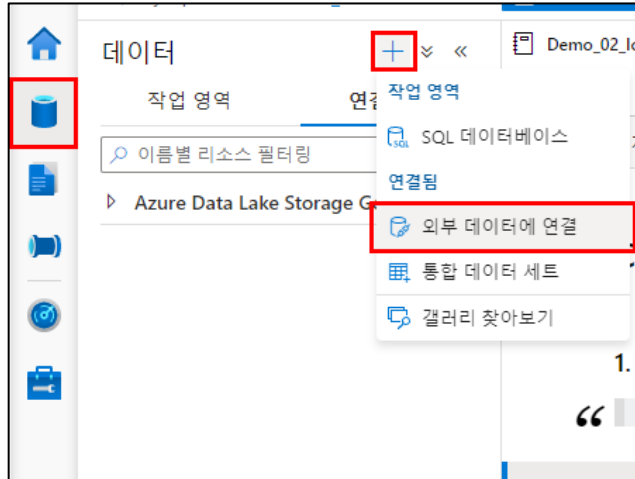 데이터
Demo_02_
작업 영역
작업 영역
SQL 데이터베이스
이름별 리소스 필터링
연결됨
Azure Data Lake Storage
외부 데이터에 연결
통합 데이터 세트
갤러리 찾아보기
1.
“